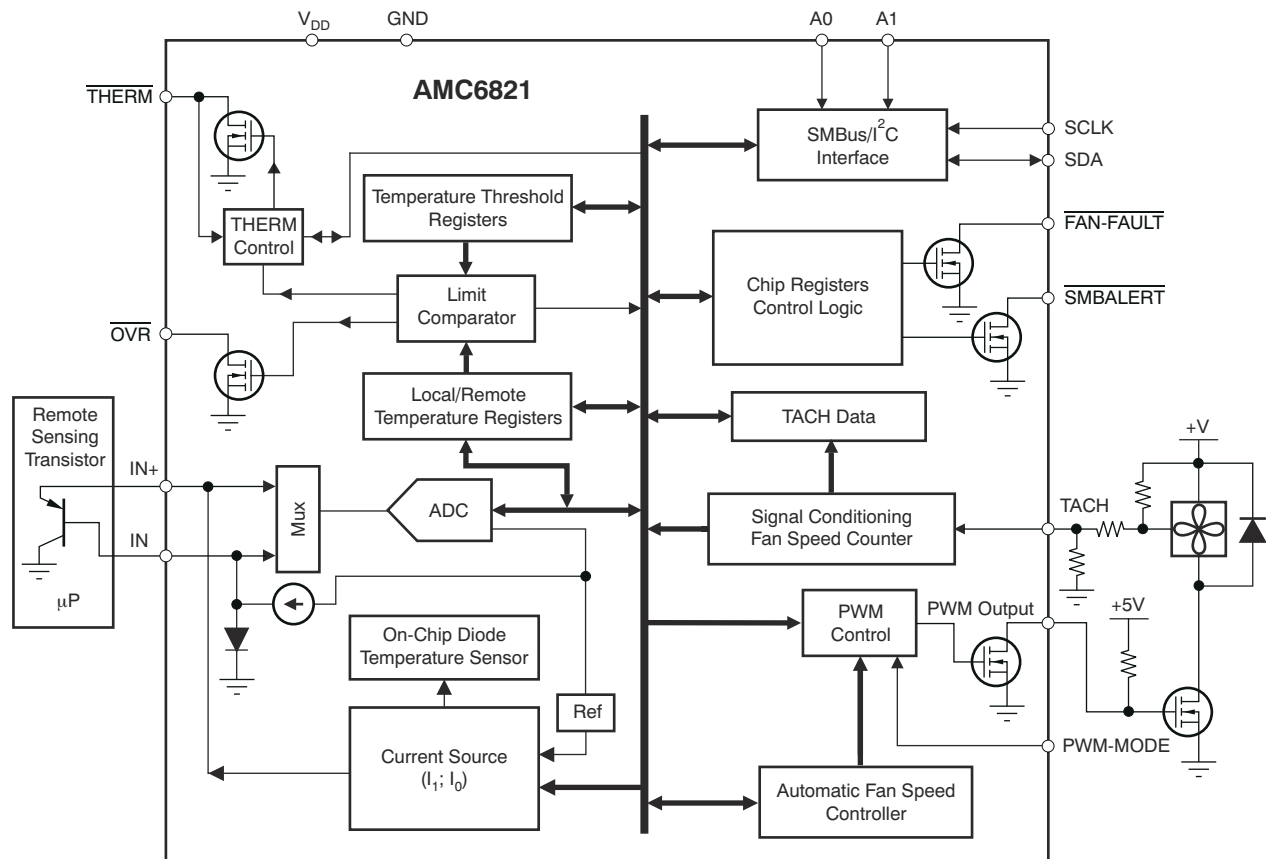 V_DD
GND
A0
A1
AMC6821
THERM
SMBus/I²C
Interface
SCLK
SDA
Temperature Threshold
Registers
THERM
Control
FAN-FAULT
Chip Registers
Control Logic
Limit
Comparator
SMBALERT
OVR
Local/Remote
Temperature Registers
Remote
Sensing
Transistor
TACH Data
+V
IN+
Mux
ADC
Signal Conditioning
Fan Speed Counter
TACH
IN
μP
PWM
Control
PWM Output
+5V
On-Chip Diode
Temperature Sensor
Ref
Current Source
(I₁; I₀)
PWM-MODE
Automatic Fan Speed
Controller